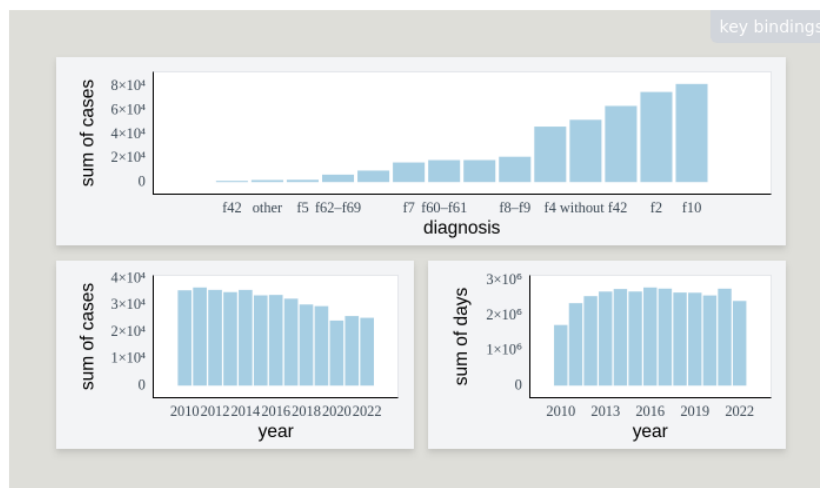 key bindings
sum of cases
8×10⁴
6×10⁴
4×10⁴
2×10⁴
0
f42 other f5 f62–f69 f7 f60–f61 f8–f9 f4 without f42 f2 f10
diagnosis
sum of cases
4×10⁴
3×10⁴
2×10⁴
1×10⁴
0
2010 2012 2014 2016 2018 2020 2022
year
sum of days
3×10⁶
2×10⁶
1×10⁶
0
2010 2013 2016 2019 2022
year